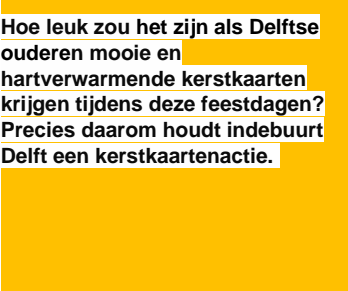 Hoe leuk zou het zijn als Delftse
ouderen mooie en
hartverwarmende kerstkaarten
krijgen tijdens deze feestdagen?
Precies daarom houdt indebuurt
Delft een kerstkaartenactie.